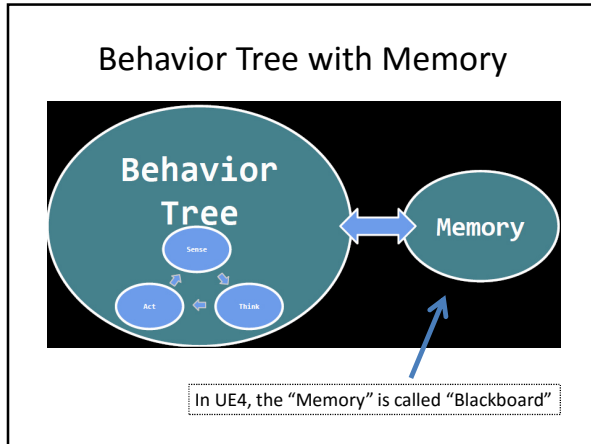 Behavior Tree with Memory
Behavior
Tree
Sense
Act
Think
Memory
In UE4, the “Memory” is called “Blackboard”